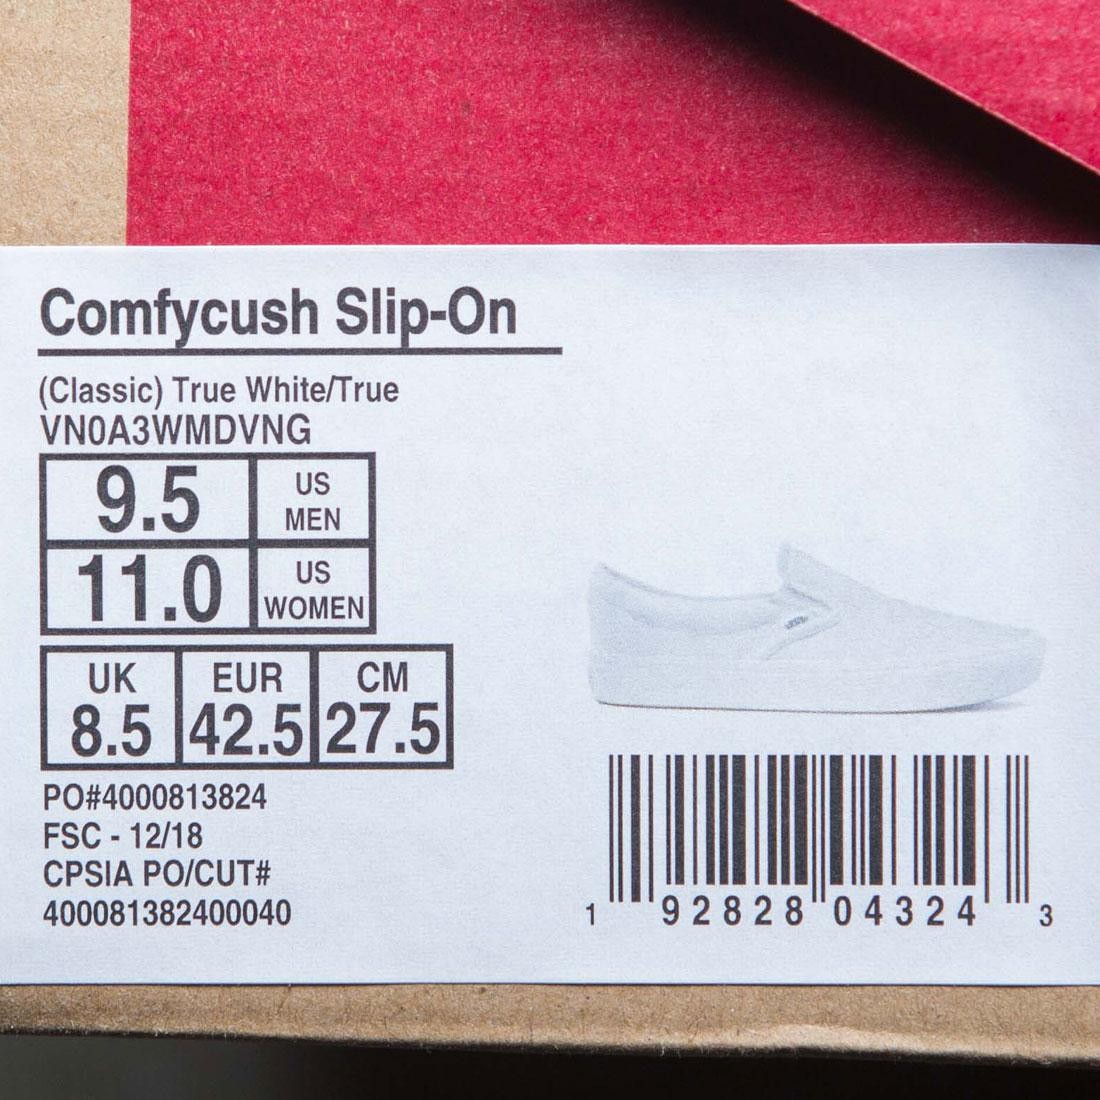 Comfycush Slip-On
(Classic) True White/True
VN0A3WMDVNG
9.5 US MEN
11.0 US WOMEN
UK EUR CM
8.5 42.5 27.5
PO#4000813824
FSC - 12/18
CPSIA PO/CUT#
400081382400040
1 92828 04324 3